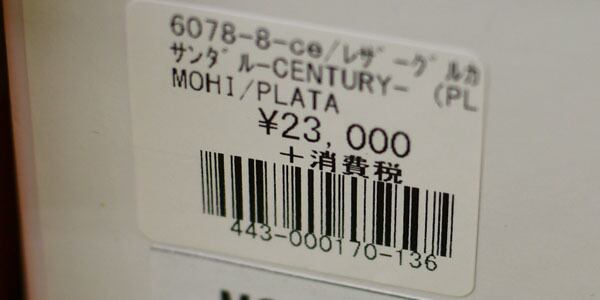 6078-8-ce/ﾚｻﾞｰｸﾞﾙｶ
ｻﾝﾀﾞﾙ-CENTURY- (PL
MOHI/PLATA
¥23,000
+消費税
443-000170-136